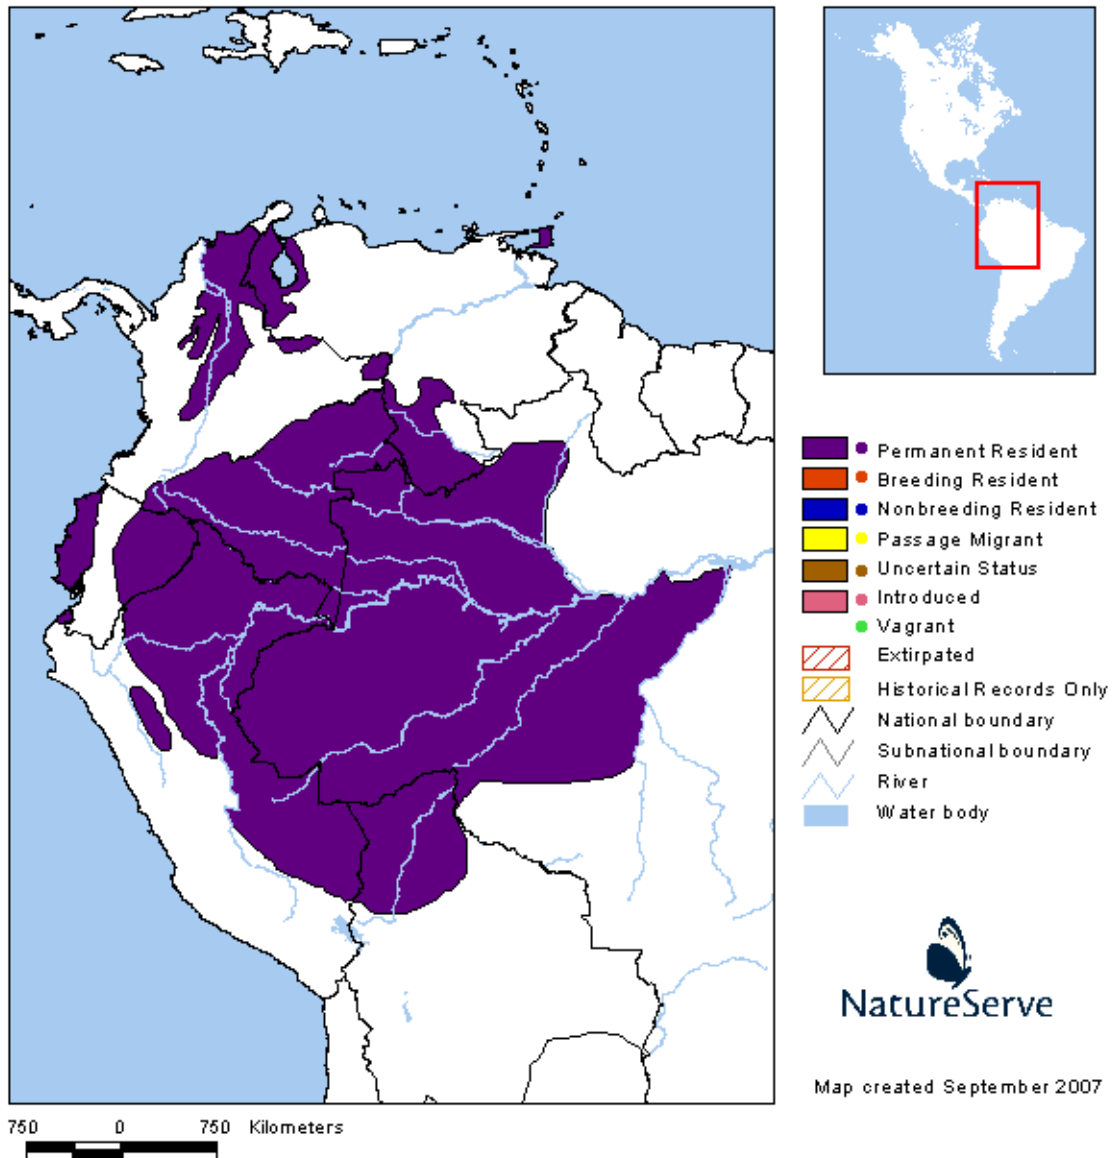 Permanent Resident
Breeding Resident
Nonbreeding Resident
Passage Migrant
Uncertain Status
Introduced
Vagrant
Extirpated
Historical Records Only
National boundary
Subnational boundary
River
Water body
NatureServe
Map created September 2007
750 0 750 Kilometers